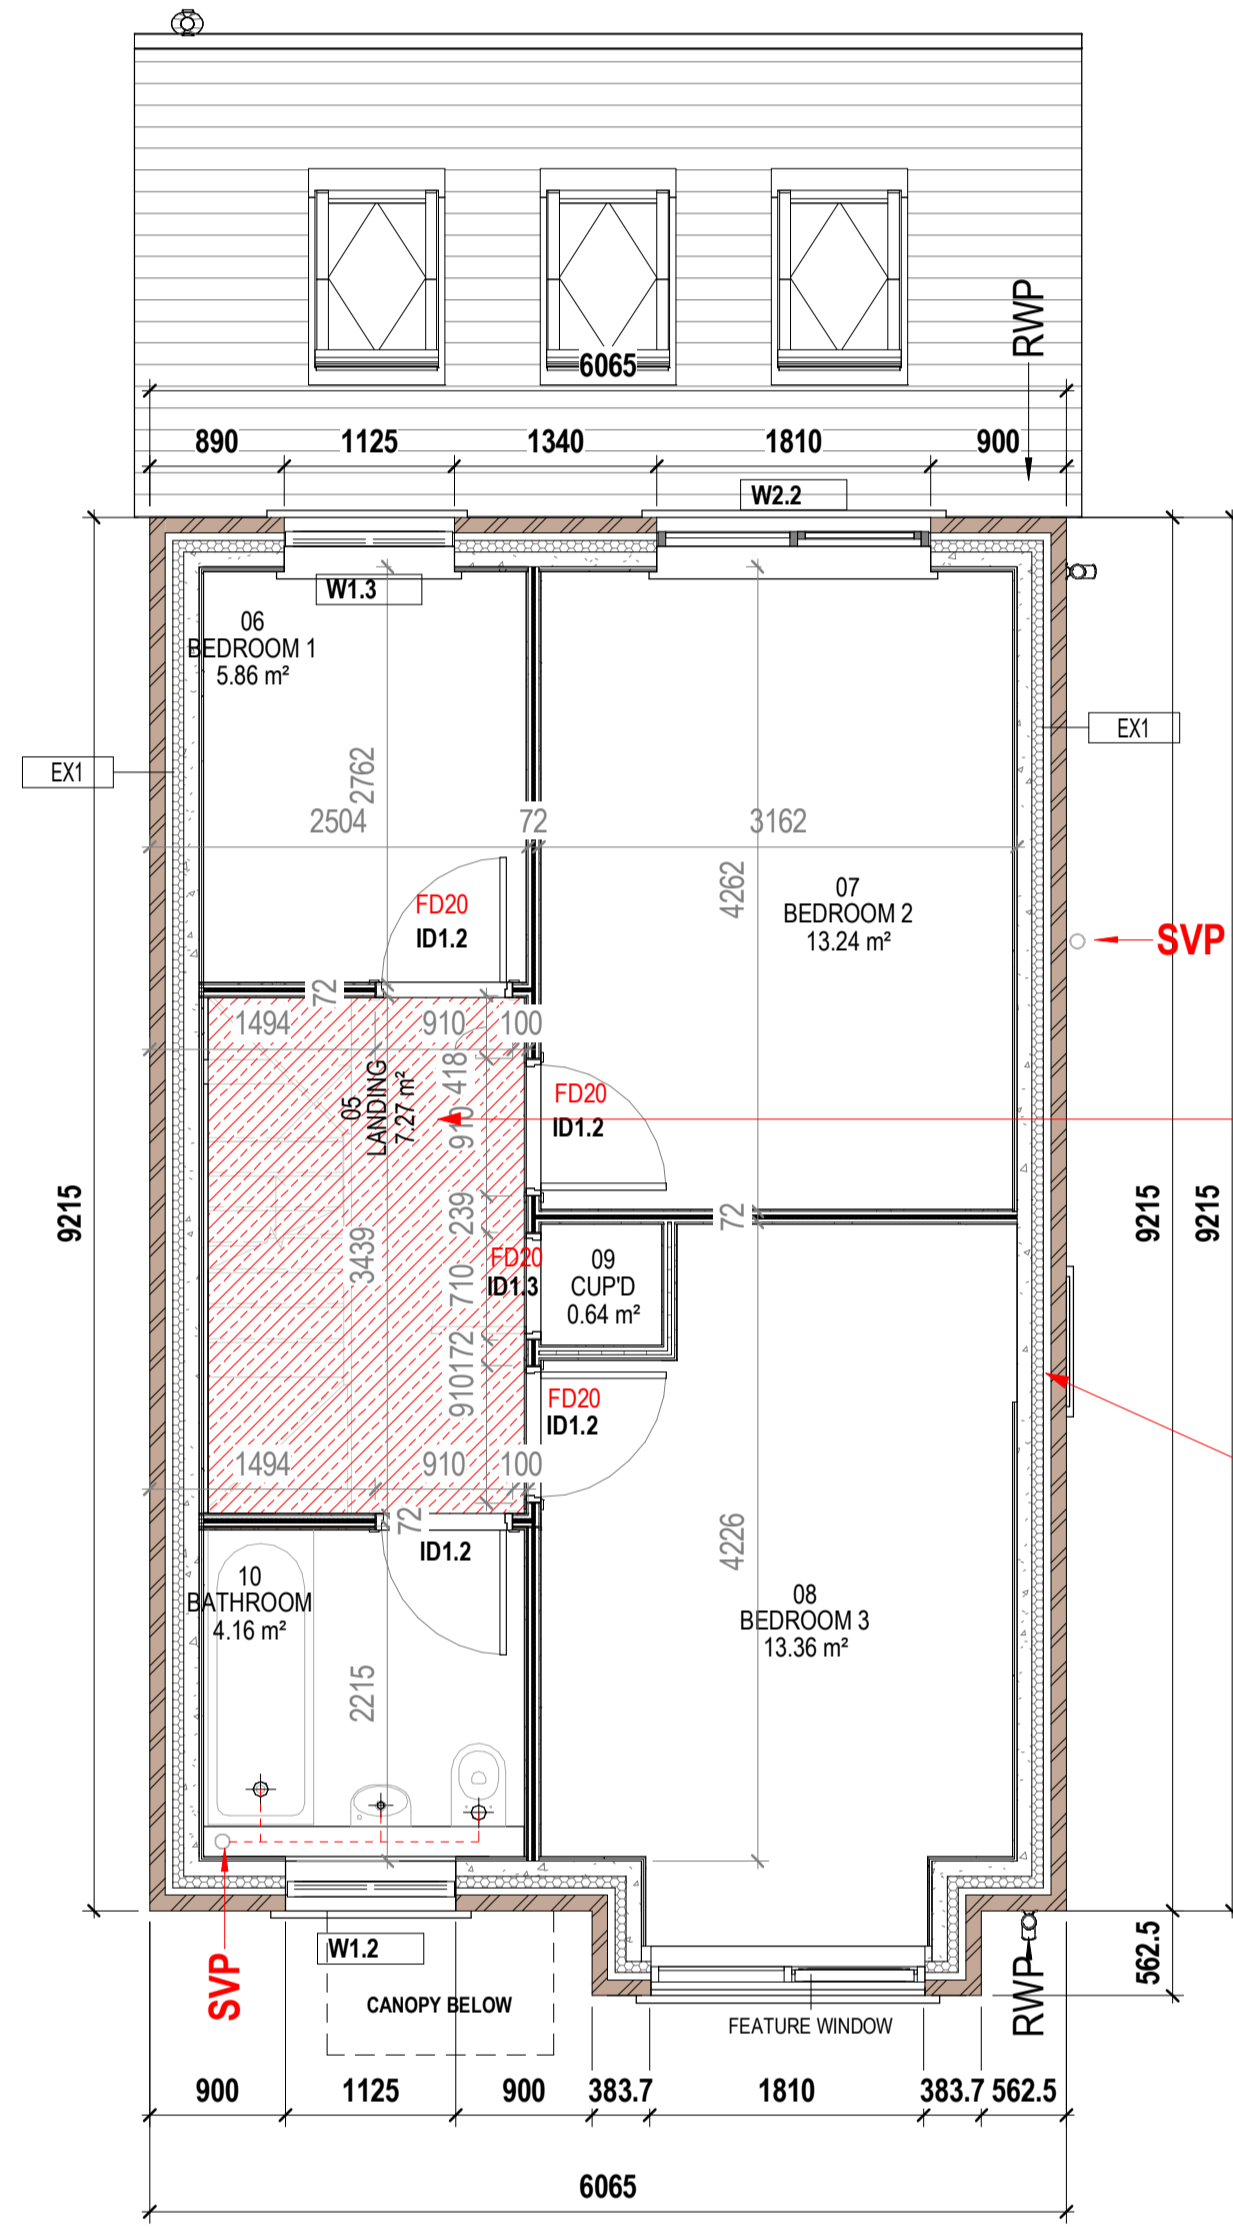 RWP
6065
890 1125 1340 1810 900
W2.2
W1.3
06
BEDROOM 1
5.86 m²
EX1
EX1
2762
2504 72 3162
4262
07
BEDROOM 2
13.24 m²
FD20
ID1.2
SVP
72
1494 910 100
418
05
LANDING
7.27 m²
910
FD20
ID1.2
9215
9215
9215
239
72
3439
FD20
ID1.3
710
09
CUP'D
0.64 m²
172
910
FD20
ID1.2
1494 910 100
72
ID1.2
4226
10
BATHROOM
4.16 m²
08
BEDROOM 3
13.36 m²
2215
SVP
W1.2
CANOPY BELOW
FEATURE WINDOW
RWP
562.5
900 1125 900 383.7 1810 383.7 562.5
6065